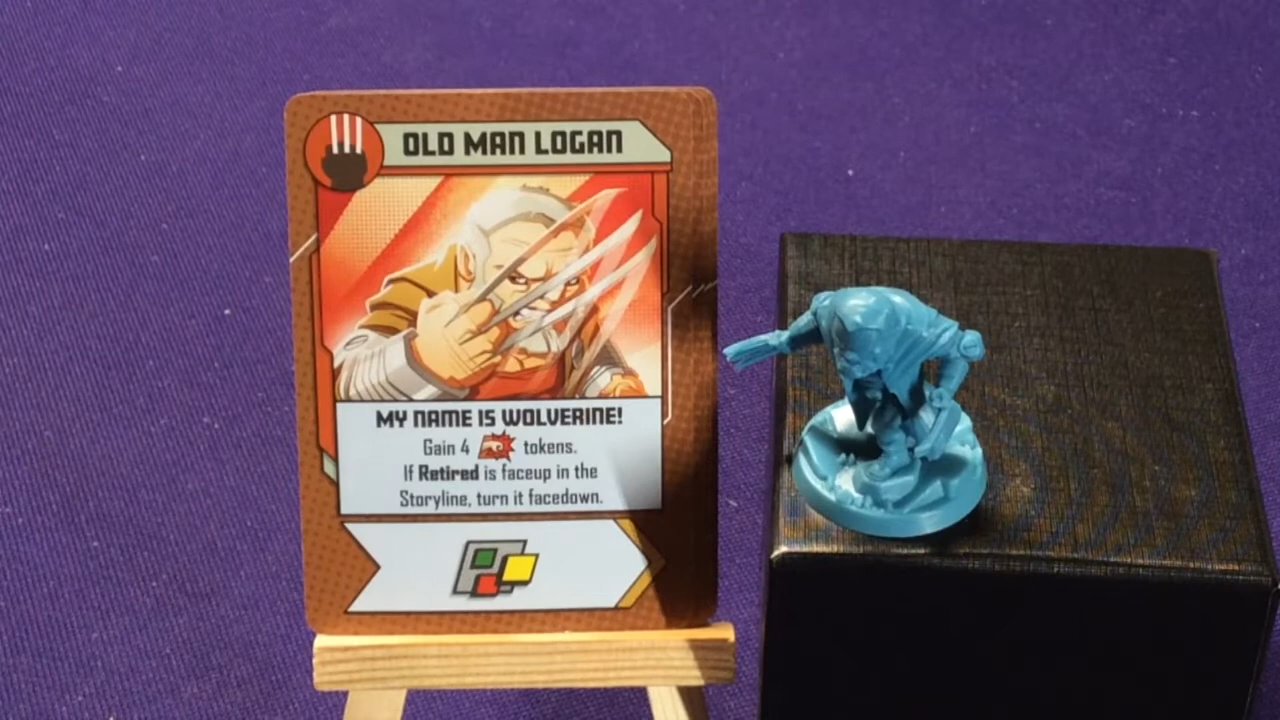 OLD MAN LOGAN
MY NAME IS WOLVERINE!
Gain 4 tokens.
If Retired is faceup in the
Storyline, turn it facedown.